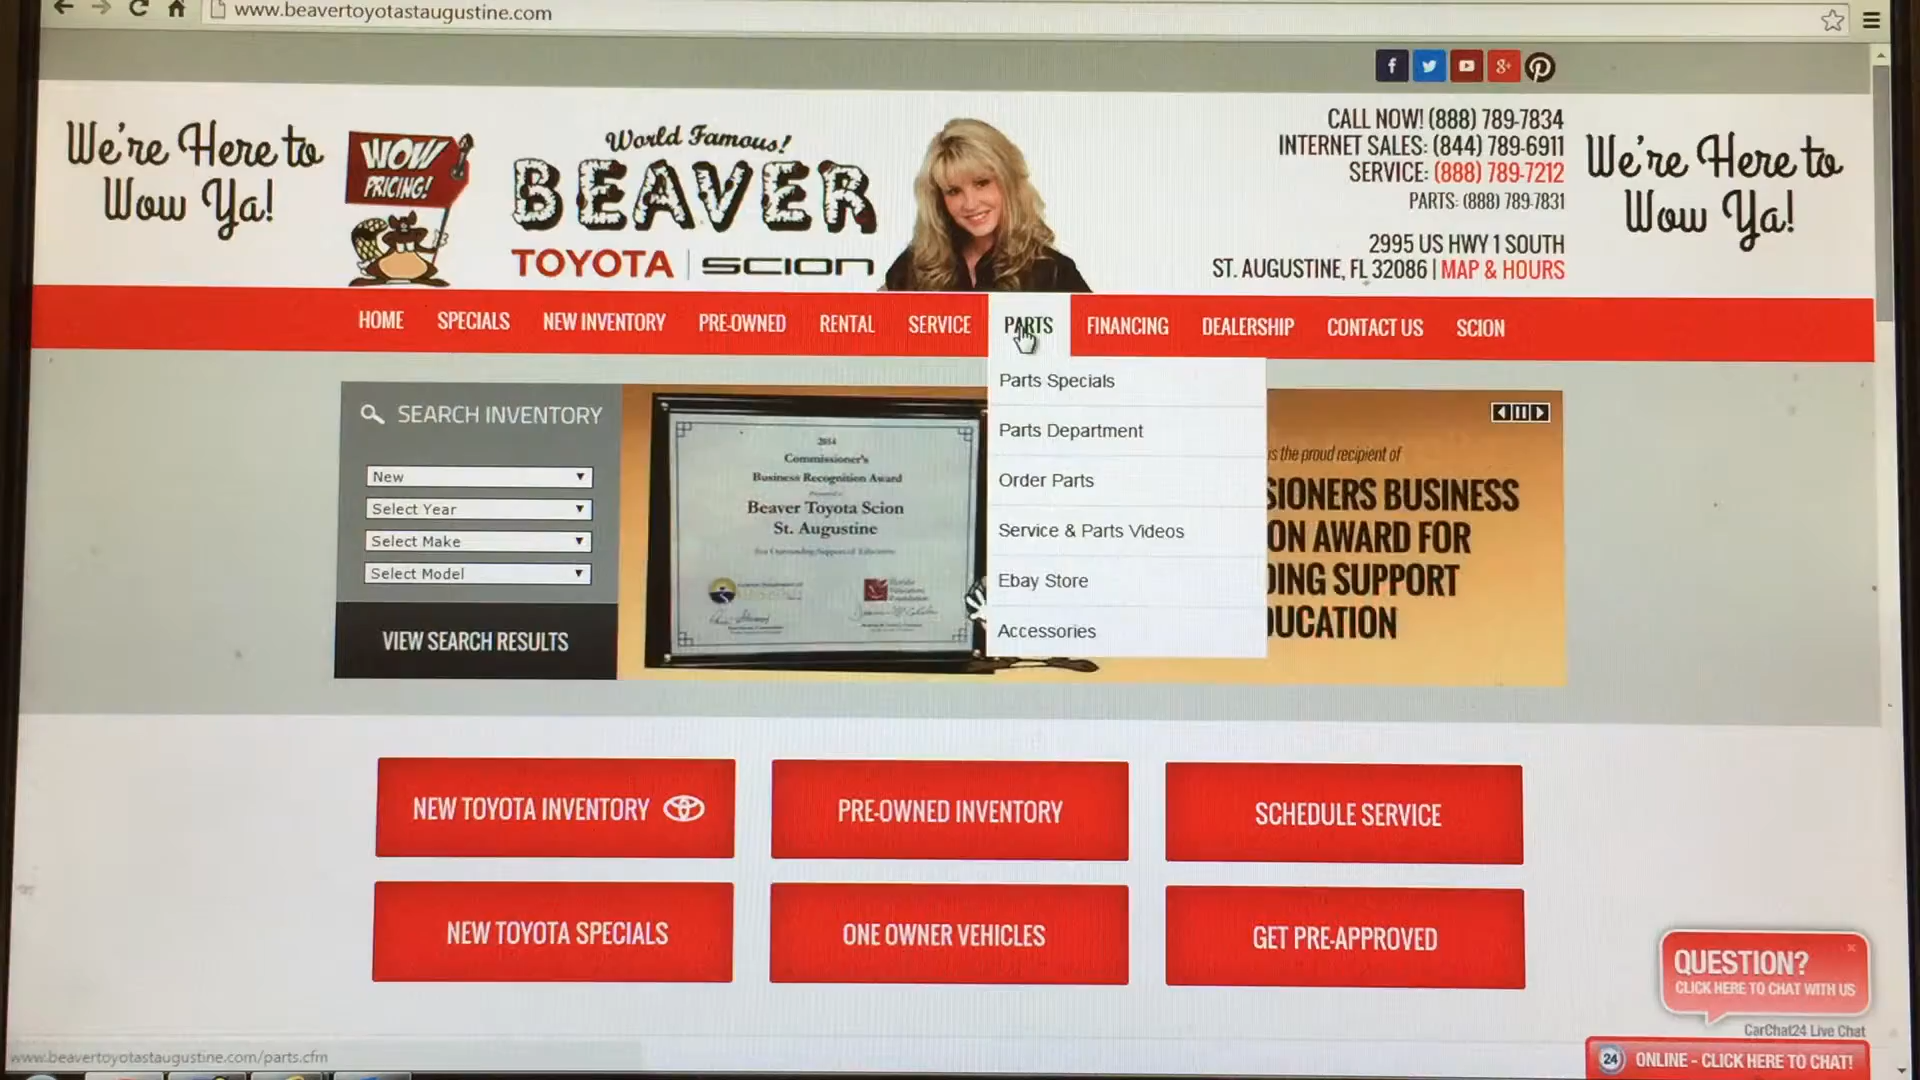 www.beavertoyotastaugustine.com
We're Here to
Wow Ya!
WOW
PRICING!
World Famous!
BEAVER
TOYOTA | SCION
CALL NOW! (888) 789-7834
INTERNET SALES: (844) 789-6911
SERVICE: (888) 789-7212
PARTS: (888) 789-7831
2995 US HWY 1 SOUTH
ST. AUGUSTINE, FL 32086 | MAP & HOURS
We're Here to
Wow Ya!
HOME SPECIALS NEW INVENTORY PRE-OWNED RENTAL SERVICE PARTS FINANCING DEALERSHIP CONTACT US SCION
Parts Specials
Parts Department
Order Parts
Service & Parts Videos
Ebay Store
Accessories
SEARCH INVENTORY
New
Select Year
Select Make
Select Model
VIEW SEARCH RESULTS
2014
Commissioner's
Business Recognition Award
Beaver Toyota Scion
St. Augustine
For Outstanding Support of Education
is the proud recipient of
SIONERS BUSINESS
ON AWARD FOR
DING SUPPORT
UCATION
NEW TOYOTA INVENTORY
PRE-OWNED INVENTORY
SCHEDULE SERVICE
NEW TOYOTA SPECIALS
ONE OWNER VEHICLES
GET PRE-APPROVED
QUESTION?
CLICK HERE TO CHAT WITH US
CarChat24 Live Chat
24 ONLINE - CLICK HERE TO CHAT!
www.beavertoyotastaugustine.com/parts.cfm